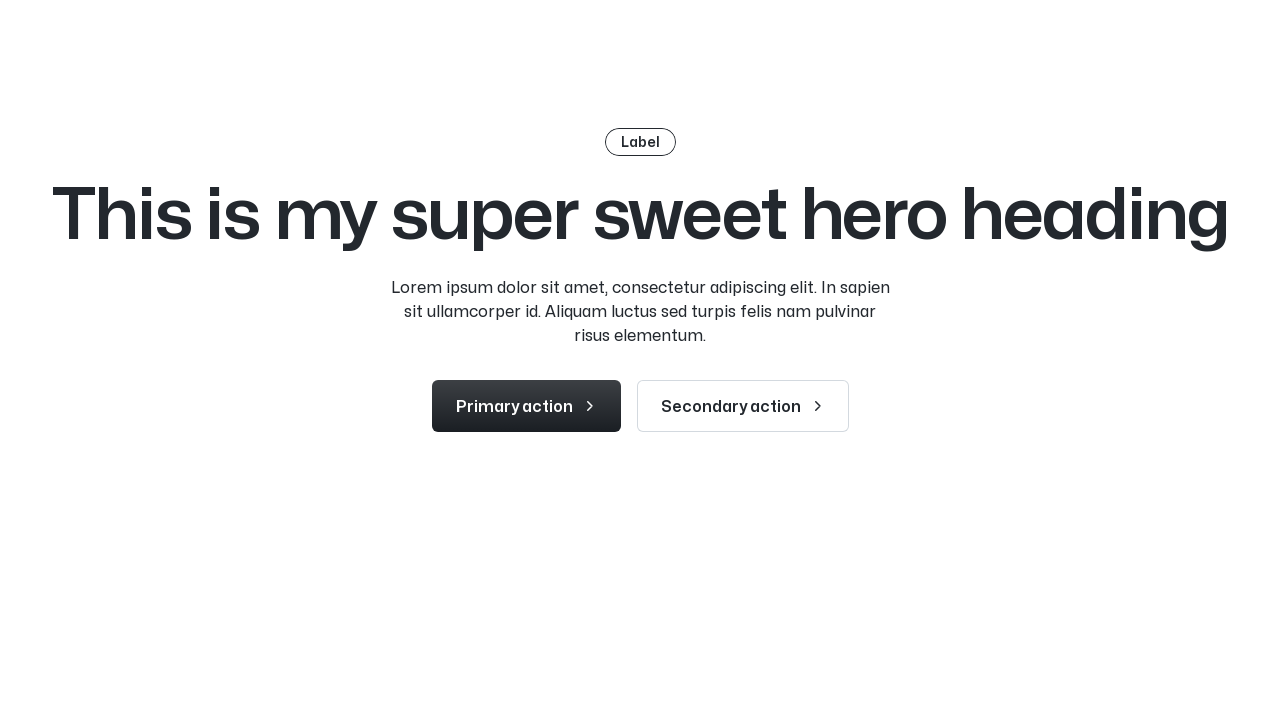 Label
This is my super sweet hero heading
Lorem ipsum dolor sit amet, consectetur adipiscing elit. In sapien
sit ullamcorper id. Aliquam luctus sed turpis felis nam pulvinar
risus elementum.
Primary action
Secondary action